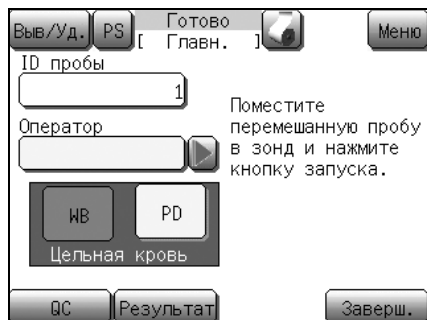 Выв/Уд. PS Готово
[ Главн. ] Меню
ID пробы
1
Оператор
Поместите
перемешанную пробу
в зонд и нажмите
кнопку запуска.
WB PD
Цельная кровь
QC Результат Заверш.